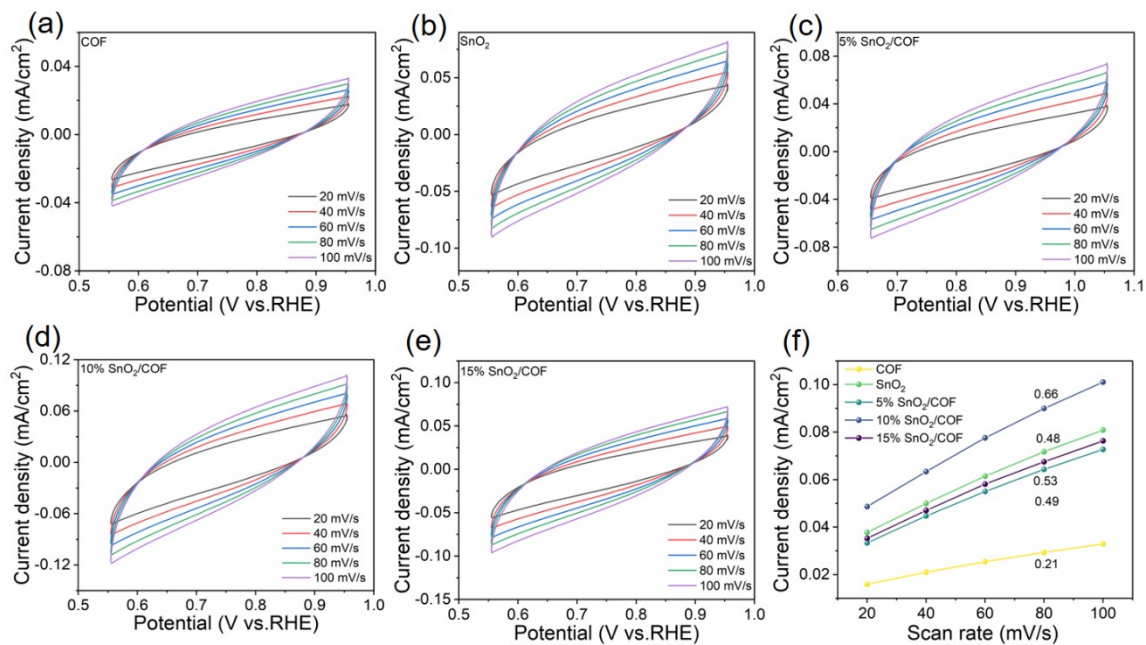 (a)
COF
0.04
0.00
-0.04
-0.08
0.5 0.6 0.7 0.8 0.9 1.0
Current density (mA/cm²)
Potential (V vs.RHE)
20 mV/s
40 mV/s
60 mV/s
80 mV/s
100 mV/s
(b)
SnO₂
0.05
0.00
-0.05
-0.10
0.5 0.6 0.7 0.8 0.9 1.0
Current density (mA/cm²)
Potential (V vs.RHE)
20 mV/s
40 mV/s
60 mV/s
80 mV/s
100 mV/s
(c)
5% SnO₂/COF
0.08
0.04
0.00
-0.04
-0.08
0.6 0.7 0.8 0.9 1.0 1.1
Current density (mA/cm²)
Potential (V vs.RHE)
20 mV/s
40 mV/s
60 mV/s
80 mV/s
100 mV/s
(d)
10% SnO₂/COF
0.12
0.06
0.00
-0.06
-0.12
0.5 0.6 0.7 0.8 0.9 1.0
Current density (mA/cm²)
Potential (V vs.RHE)
20 mV/s
40 mV/s
60 mV/s
80 mV/s
100 mV/s
(e)
15% SnO₂/COF
0.10
0.05
0.00
-0.05
-0.10
-0.15
0.5 0.6 0.7 0.8 0.9 1.0
Current density (mA/cm²)
Potential (V vs.RHE)
20 mV/s
40 mV/s
60 mV/s
80 mV/s
100 mV/s
(f)
COF
SnO₂
5% SnO₂/COF
10% SnO₂/COF
15% SnO₂/COF
0.66
0.48
0.53
0.49
0.21
0.10
0.08
0.06
0.04
0.02
20 40 60 80 100
Current density (mA/cm²)
Scan rate (mV/s)